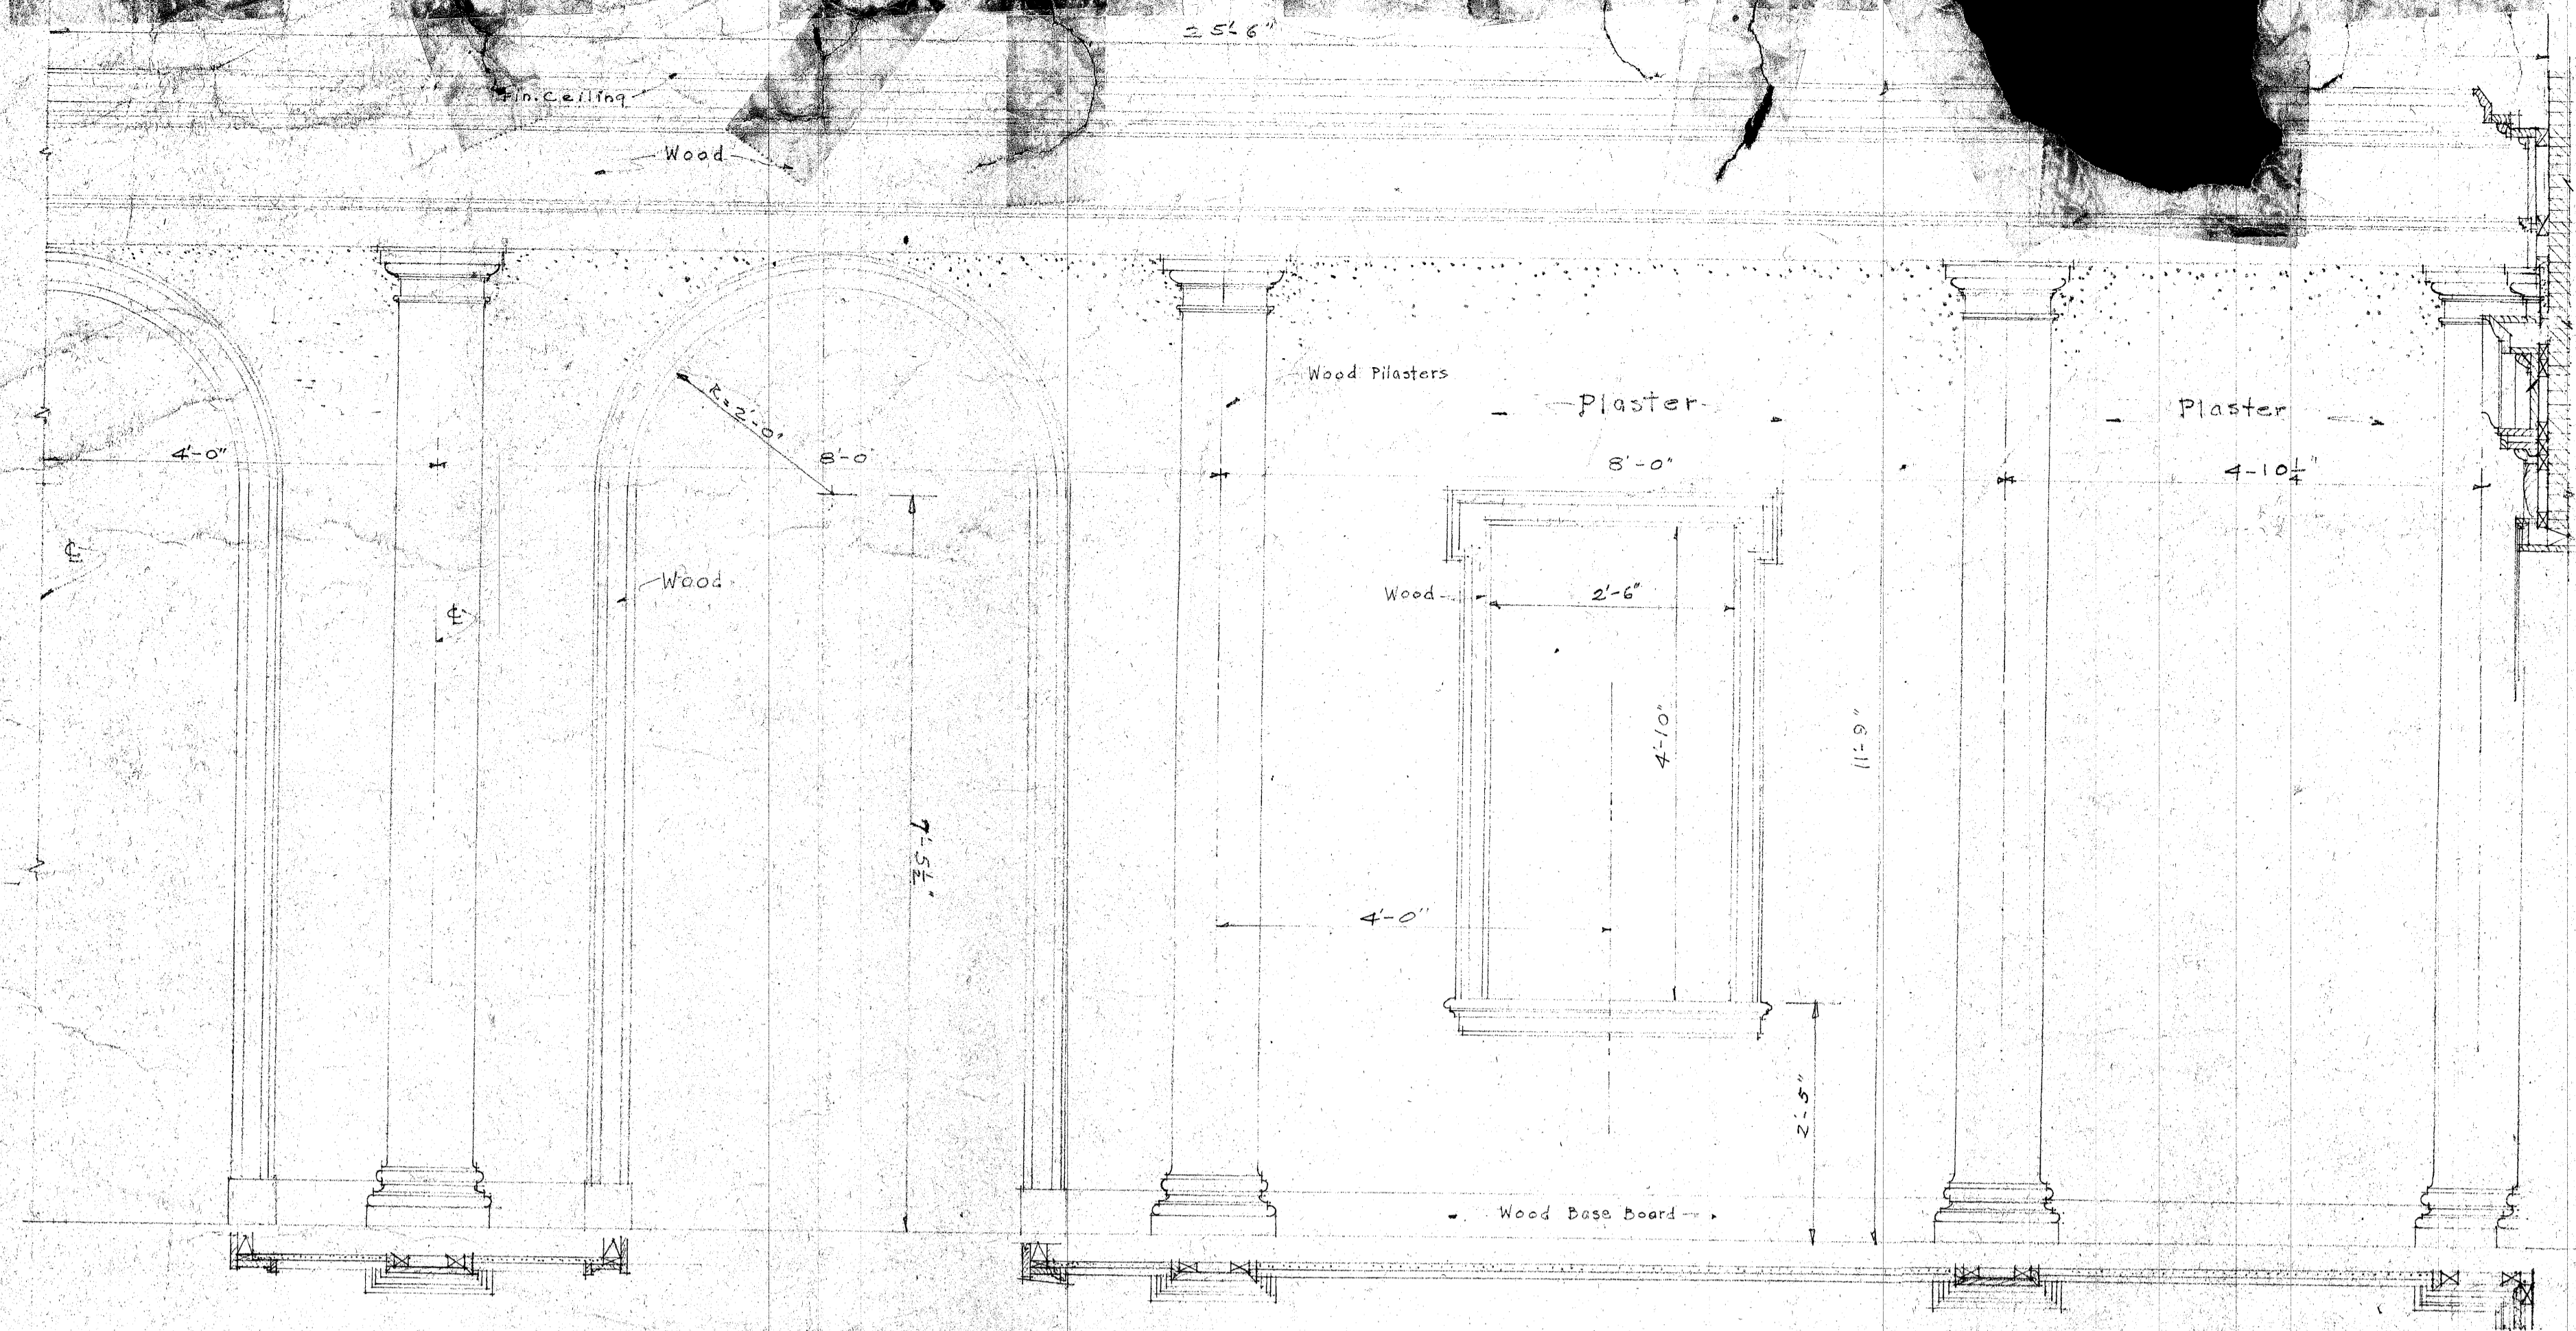 25'-6"
Fin. Ceiling
Wood
Wood Pilasters
Plaster
Plaster
R = 2'-0"
4'-0"
8'-0
8'-0"
4-10¼"
℄
℄
Wood
Wood
2'-6"
4'-10"
11'-9"
7'-5½"
4'-0"
2'-5"
Wood Base Board